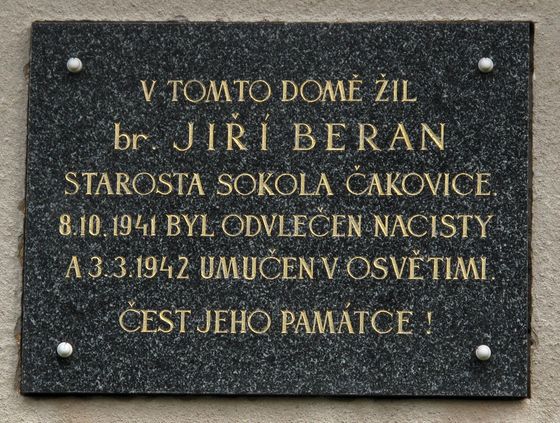 V TOMTO DOMĚ ŽIL
br. JIŘÍ BERAN
STAROSTA SOKOLA ČAKOVICE.
8.10.1941 BYL ODVLEČEN NACISTY
A 3.3.1942 UMUČEN V OSVĚTIMI.
ČEST JEHO PAMÁTCE !